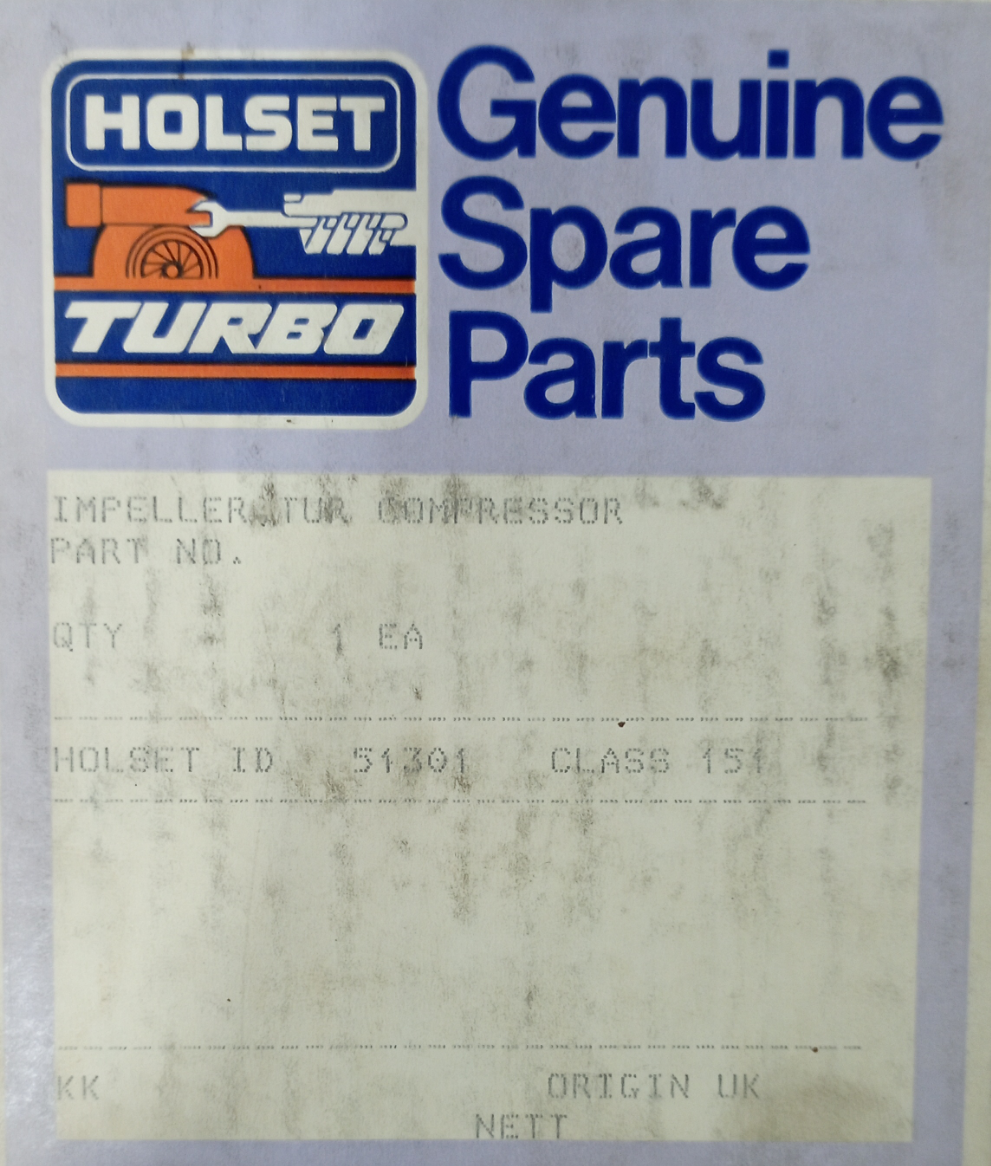 HOLSET
TURBO
Genuine
Spare
Parts
IMPELLER,TUR COMPRESSOR
PART NO.
QTY 1 EA
HOLSET ID 51301 CLASS 151
KK ORIGIN UK
NETT